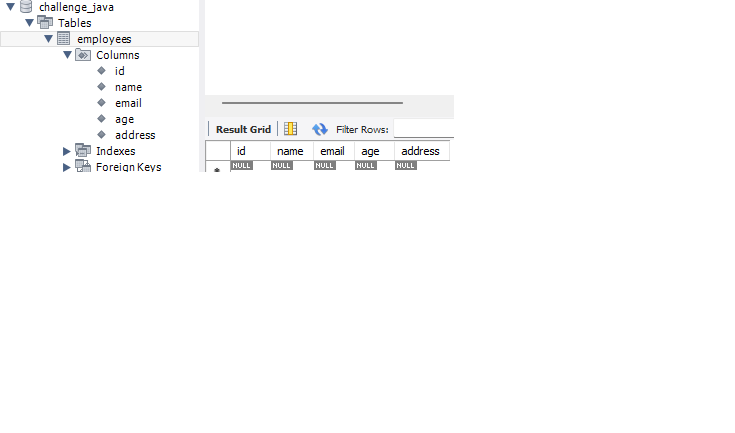 challenge_java
Tables
employees
Columns
id
name
email
age
address
Indexes
Foreign Keys
Result Grid Filter Rows:
id name email age address
NULL NULL NULL NULL NULL